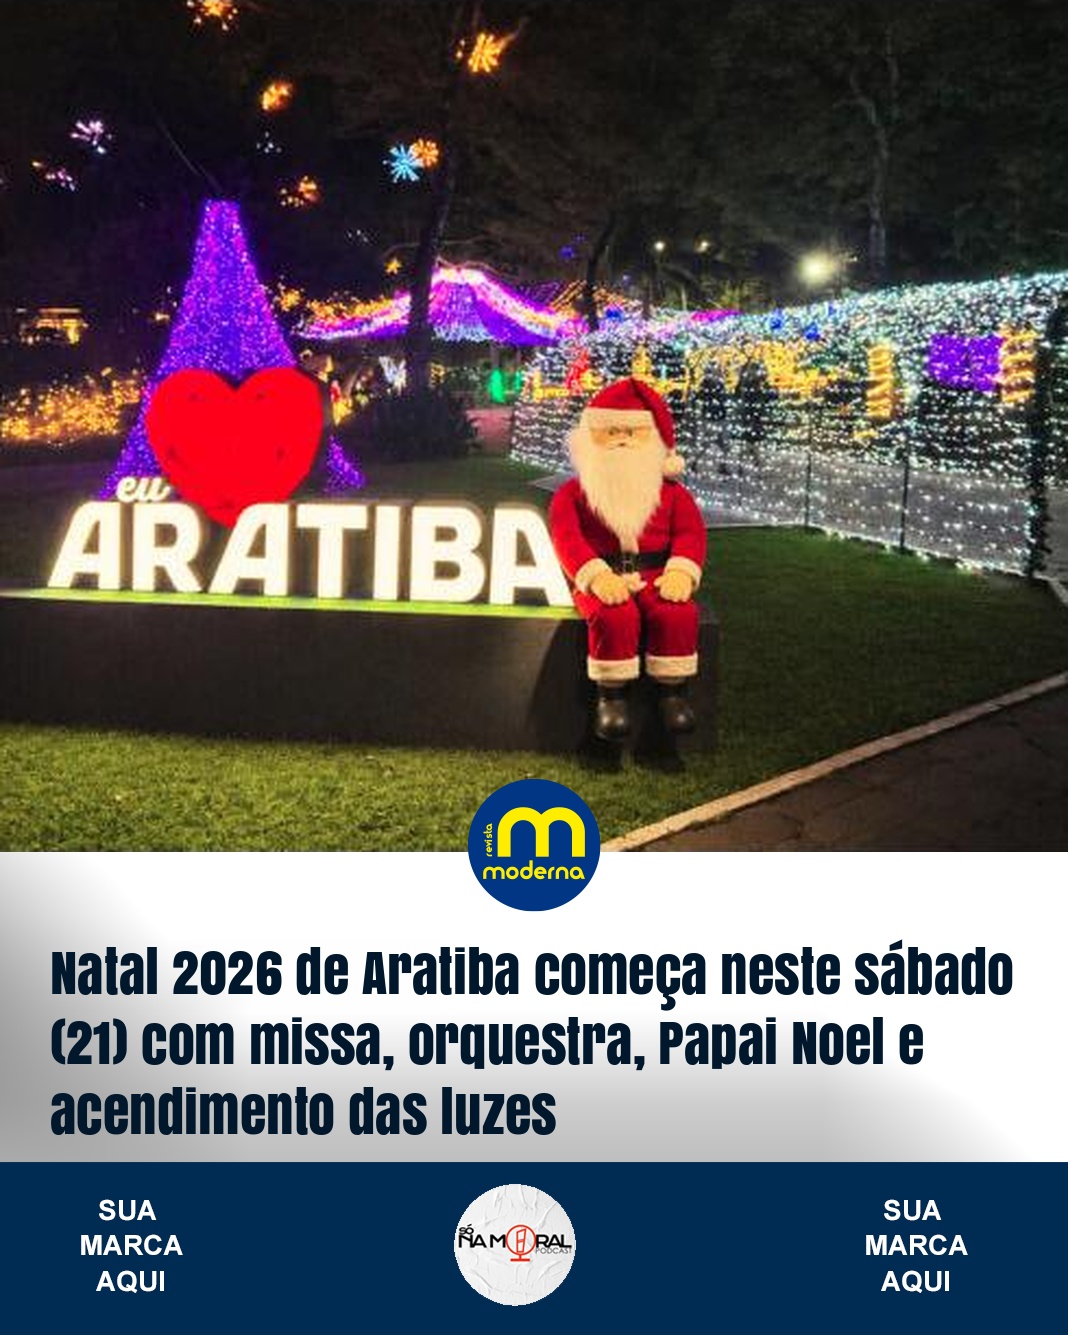 eu
ARATIBA
revista
m
moderna
Natal 2026 de Aratiba começa neste sábado
(21) com missa, orquestra, Papai Noel e
acendimento das luzes
SUA
MARCA
AQUI
SÓ
NA MORAL
PODCAST
SUA
MARCA
AQUI